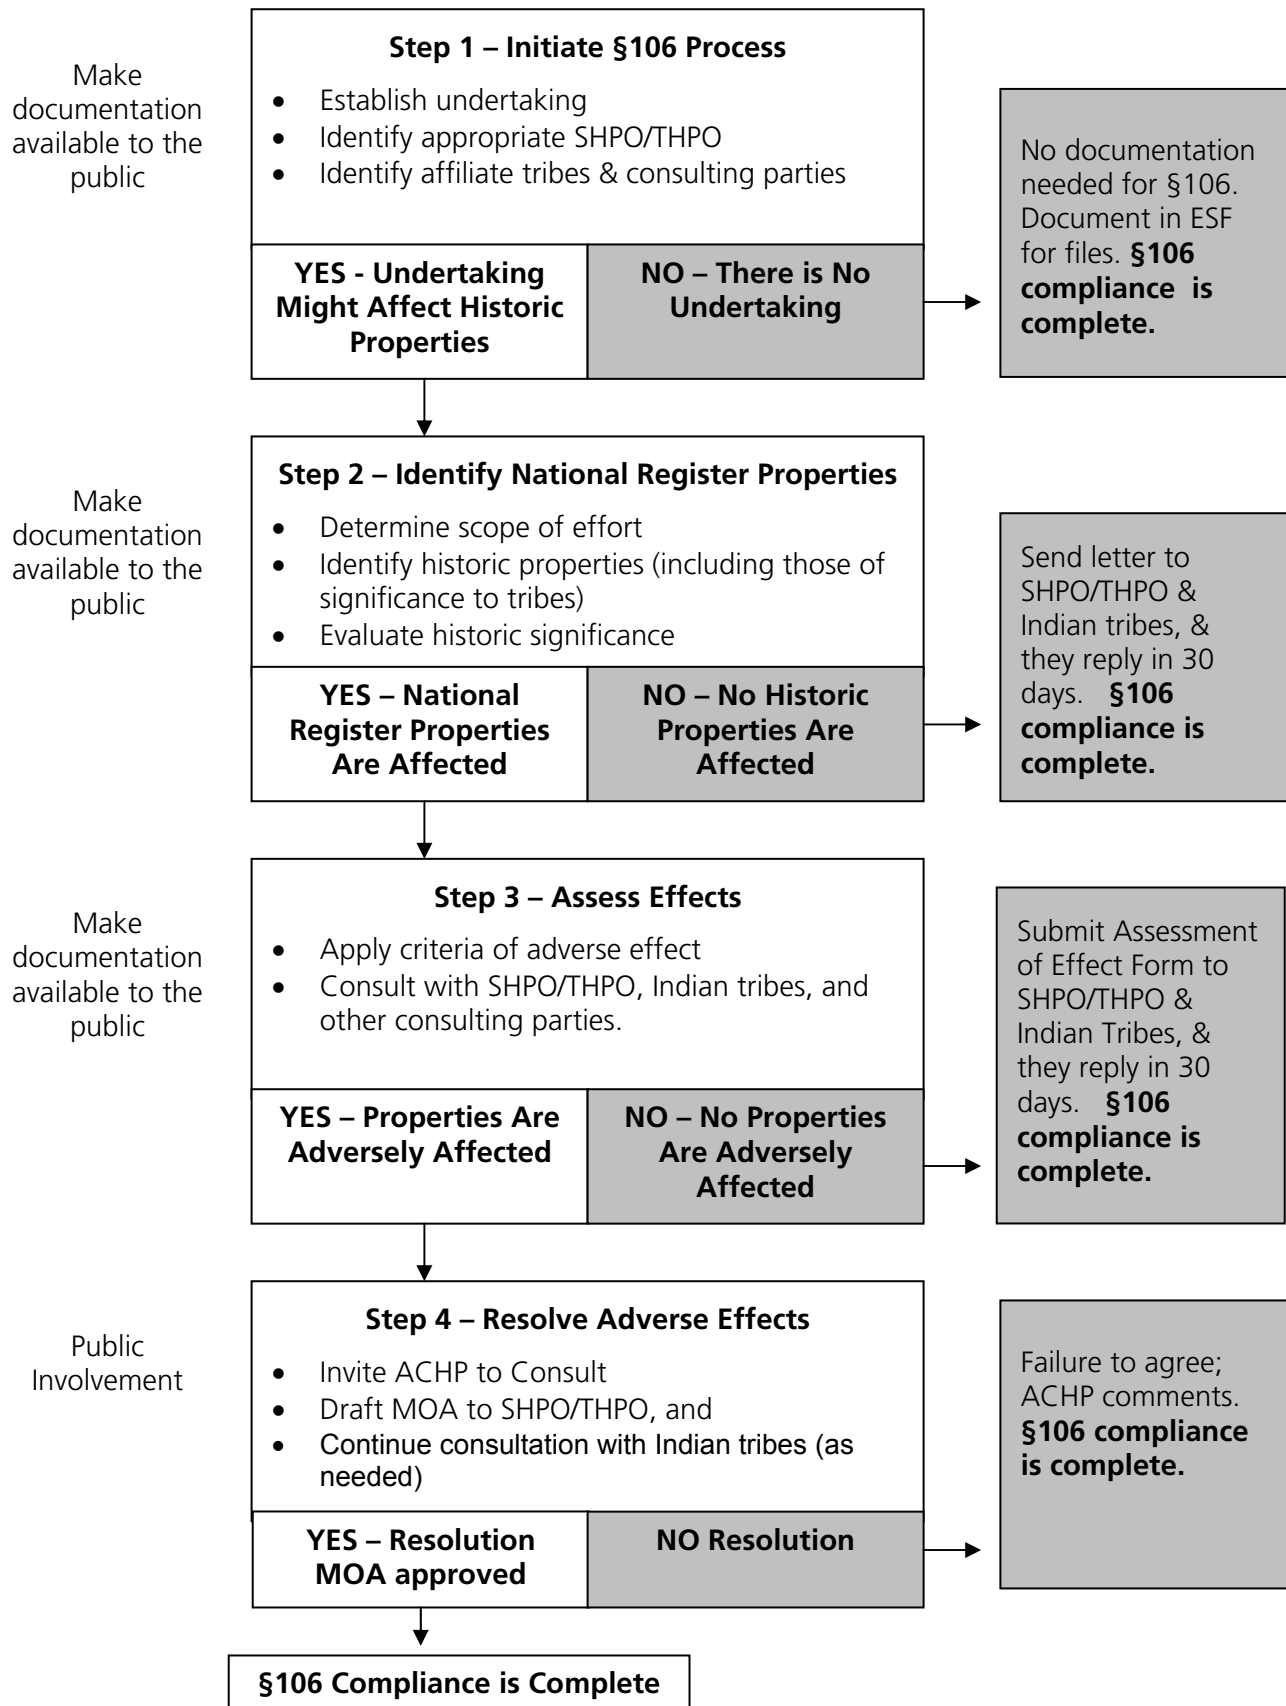 Make
documentation
available to the
public
Step 1 – Initiate §106 Process
• Establish undertaking
• Identify appropriate SHPO/THPO
• Identify affiliate tribes & consulting parties
YES - Undertaking
Might Affect Historic
Properties
NO – There is No
Undertaking
No documentation
needed for §106.
Document in ESF
for files. §106
compliance is
complete.
Make
documentation
available to the
public
Step 2 – Identify National Register Properties
• Determine scope of effort
• Identify historic properties (including those of
significance to tribes)
• Evaluate historic significance
YES – National
Register Properties
Are Affected
NO – No Historic
Properties Are
Affected
Send letter to
SHPO/THPO &
Indian tribes, &
they reply in 30
days. §106
compliance is
complete.
Make
documentation
available to the
public
Step 3 – Assess Effects
• Apply criteria of adverse effect
• Consult with SHPO/THPO, Indian tribes, and
other consulting parties.
YES – Properties Are
Adversely Affected
NO – No Properties
Are Adversely
Affected
Submit Assessment
of Effect Form to
SHPO/THPO &
Indian Tribes, &
they reply in 30
days. §106
compliance is
complete.
Public
Involvement
Step 4 – Resolve Adverse Effects
• Invite ACHP to Consult
• Draft MOA to SHPO/THPO, and
• Continue consultation with Indian tribes (as
needed)
YES – Resolution
MOA approved
NO Resolution
Failure to agree;
ACHP comments.
§106 compliance
is complete.
§106 Compliance is Complete